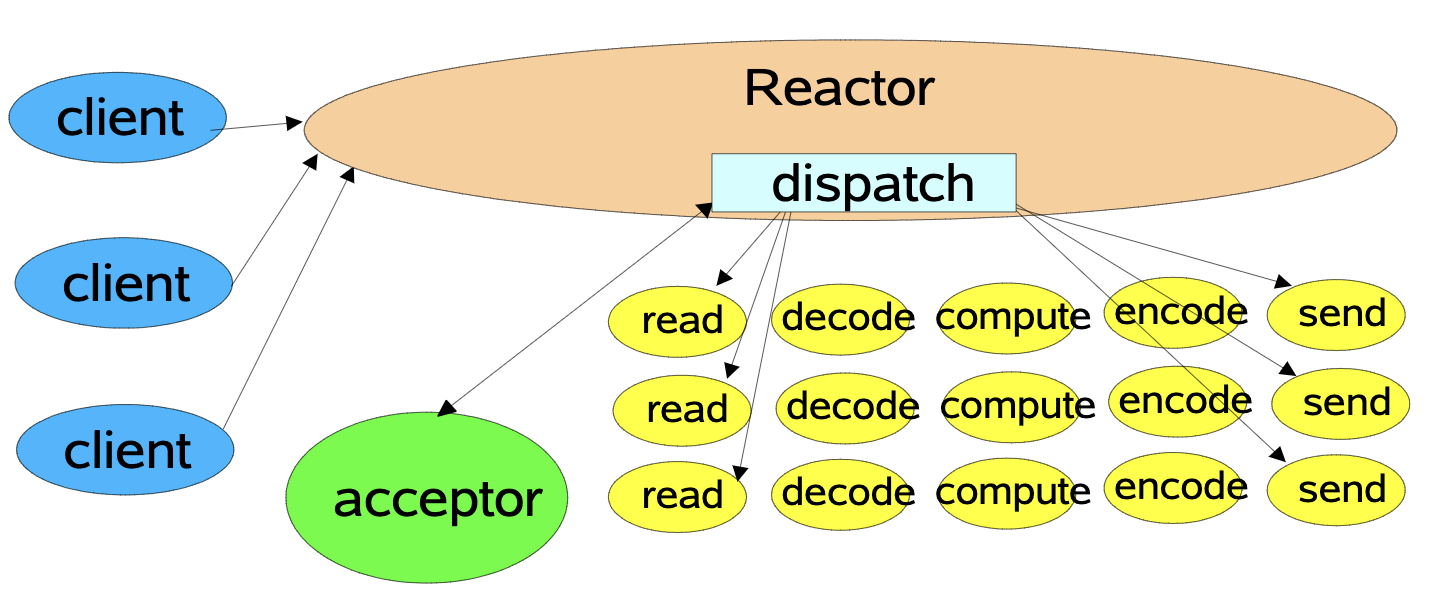 Reactor
client
dispatch
client
client
acceptor
read decode compute encode send
read decode compute encode send
read decode compute encode send